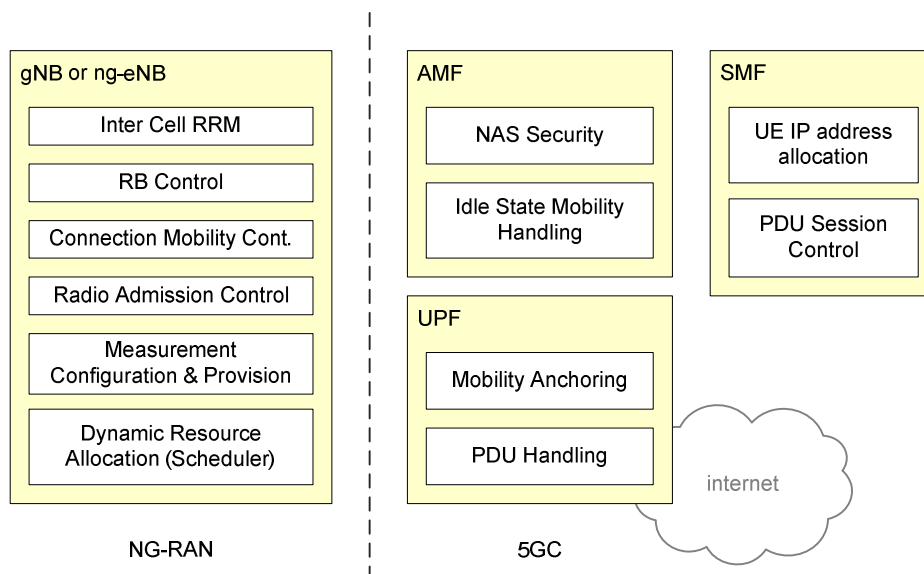 gNB or ng-eNB
Inter Cell RRM
RB Control
Connection Mobility Cont.
Radio Admission Control
Measurement
Configuration & Provision
Dynamic Resource
Allocation (Scheduler)
NG-RAN
AMF
NAS Security
Idle State Mobility
Handling
SMF
UE IP address
allocation
PDU Session
Control
UPF
Mobility Anchoring
PDU Handling
internet
5GC